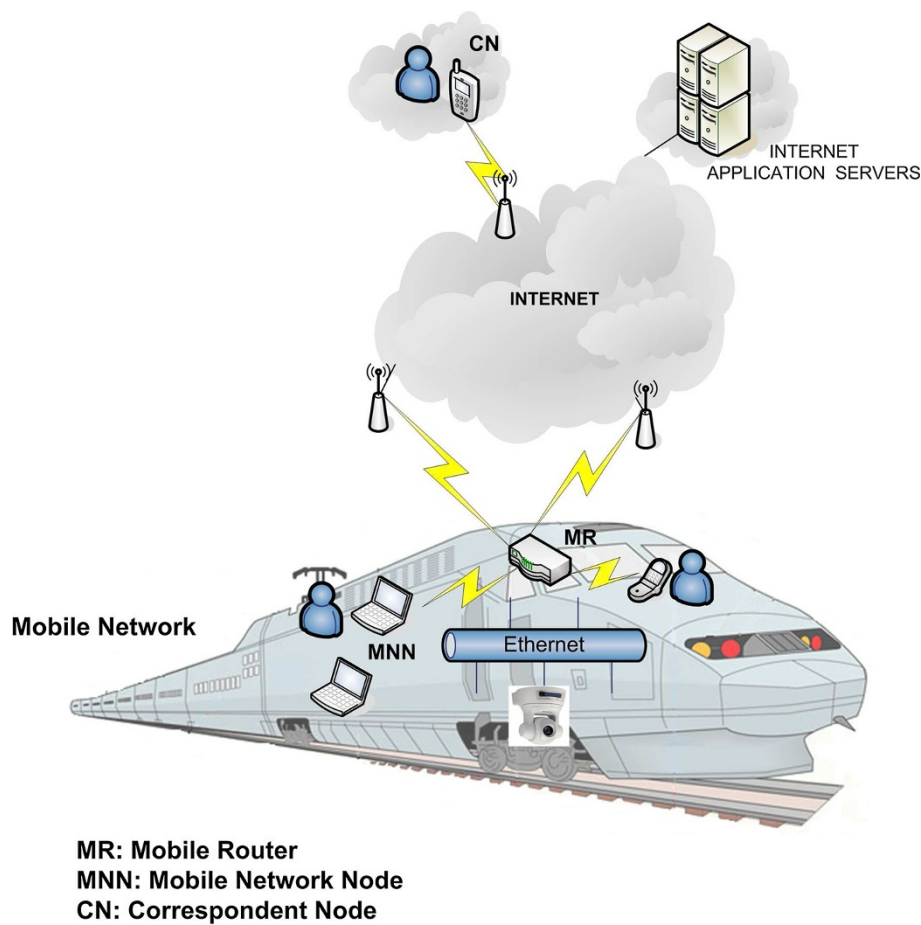 CN
INTERNET
APPLICATION SERVERS
INTERNET
MR
Mobile Network
MNN
Ethernet
MR: Mobile Router
MNN: Mobile Network Node
CN: Correspondent Node